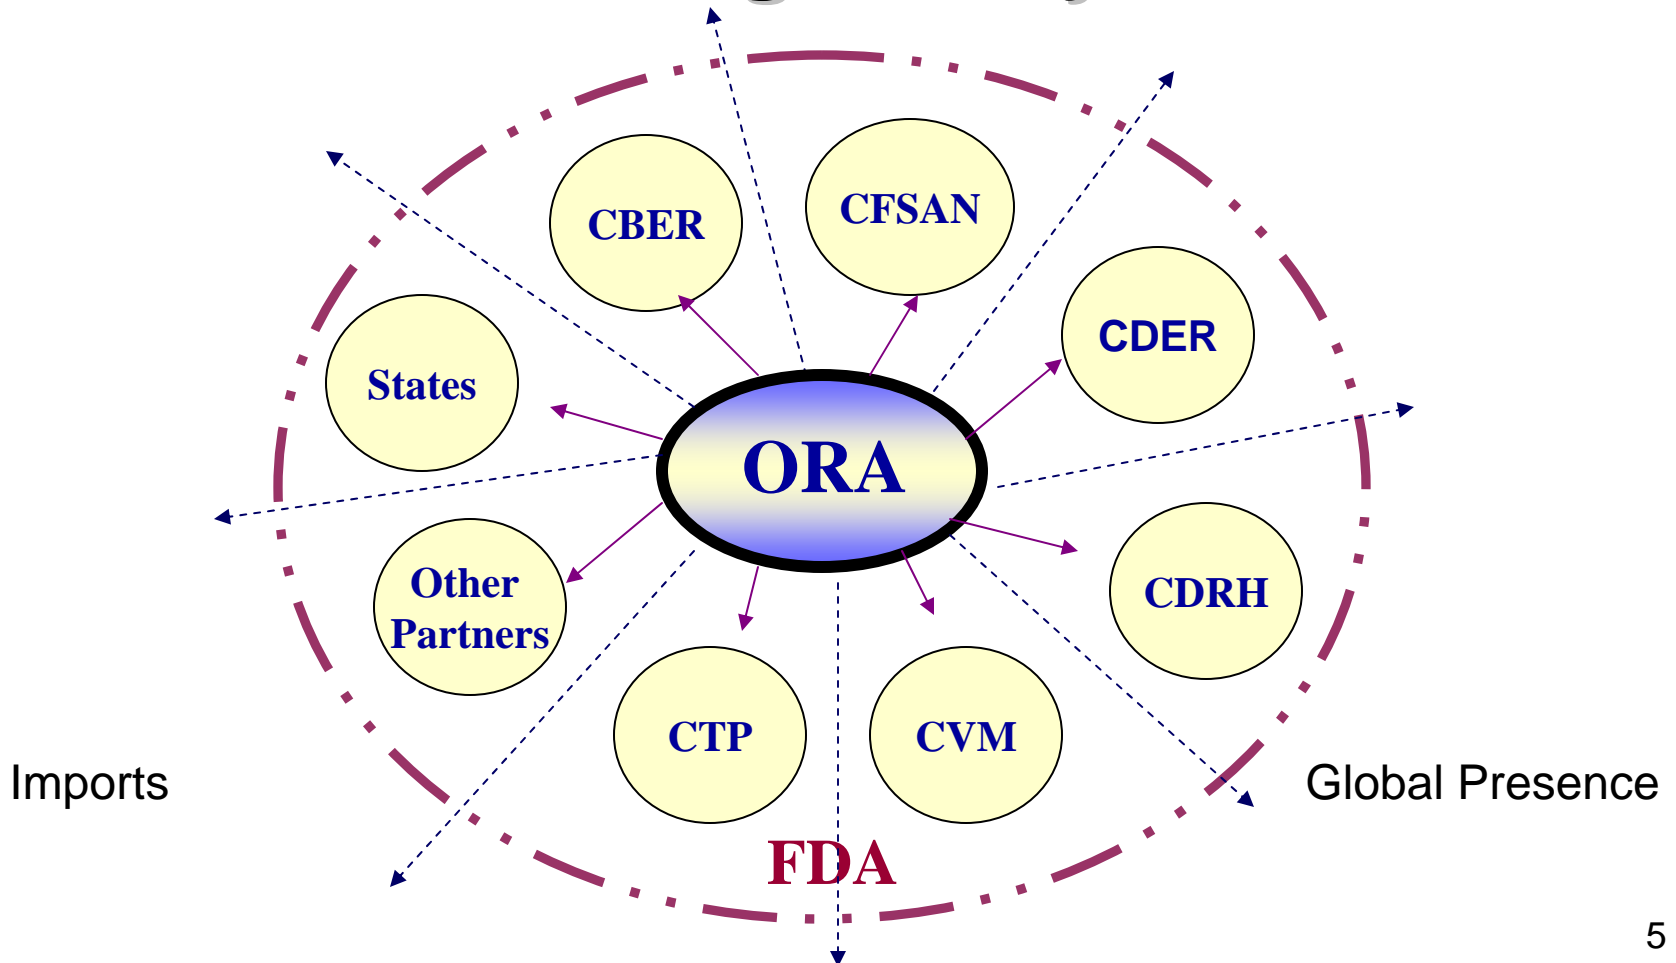 CBER
CFSAN
CDER
States
ORA
Other
Partners
CDRH
CTP
CVM
Imports
Global Presence
FDA
5